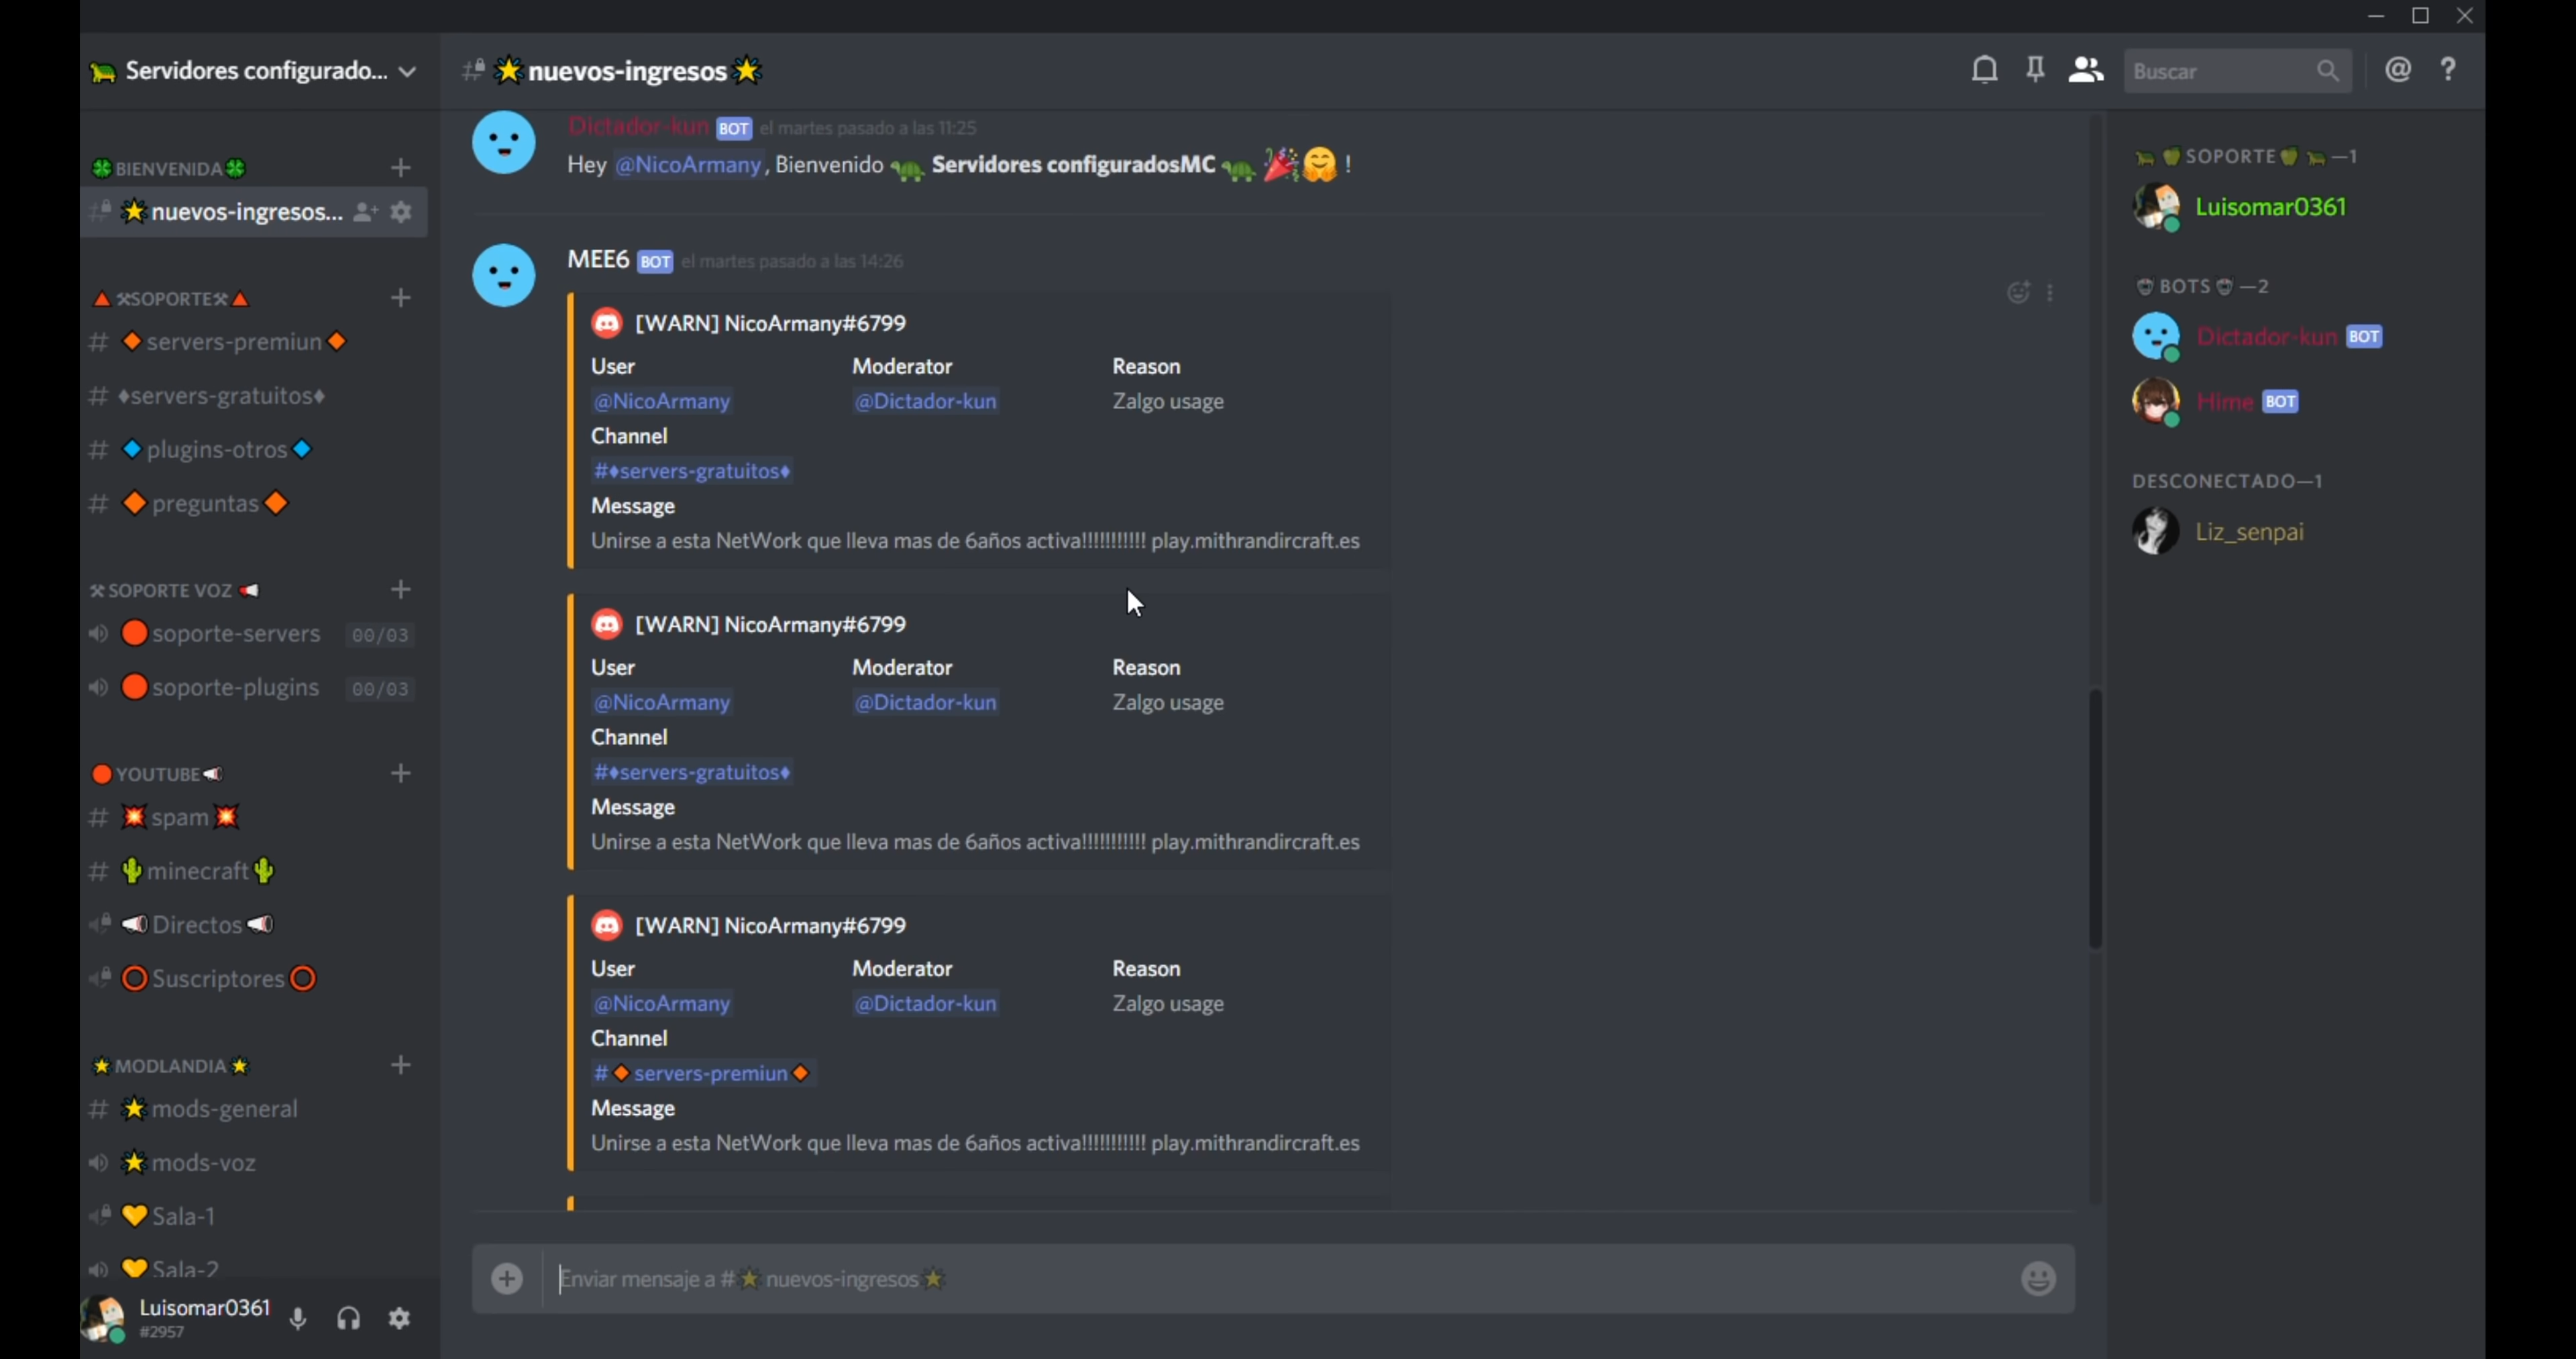 Servidores configurado...
BIENVENIDA
nuevos-ingresos...
SOPORTE
servers-premiun
servers-gratuitos
plugins-otros
preguntas
SOPORTE VOZ
soporte-servers 00/03
soporte-plugins 00/03
YOUTUBE
spam
minecraft
Directos
Suscriptores
MODLANDIA
mods-general
mods-voz
Sala-1
Sala-2
Luisomar0361
#2957
nuevos-ingresos
Buscar
Dictador-kun BOT el martes pasado a las 11:25
Hey @NicoArmany, Bienvenido Servidores configuradosMC !
MEE6 BOT el martes pasado a las 14:26
[WARN] NicoArmany#6799
User Moderator Reason
@NicoArmany @Dictador-kun Zalgo usage
Channel
#♦servers-gratuitos♦
Message
Unirse a esta NetWork que lleva mas de 6años activa!!!!!!!!!!! play.mithrandircraft.es
[WARN] NicoArmany#6799
User Moderator Reason
@NicoArmany @Dictador-kun Zalgo usage
Channel
#♦servers-gratuitos♦
Message
Unirse a esta NetWork que lleva mas de 6años activa!!!!!!!!!!! play.mithrandircraft.es
[WARN] NicoArmany#6799
User Moderator Reason
@NicoArmany @Dictador-kun Zalgo usage
Channel
#🔶servers-premiun🔶
Message
Unirse a esta NetWork que lleva mas de 6años activa!!!!!!!!!!! play.mithrandircraft.es
Enviar mensaje a # nuevos-ingresos
SOPORTE —1
Luisomar0361
BOTS —2
Dictador-kun BOT
Hime BOT
DESCONECTADO—1
Liz_senpai